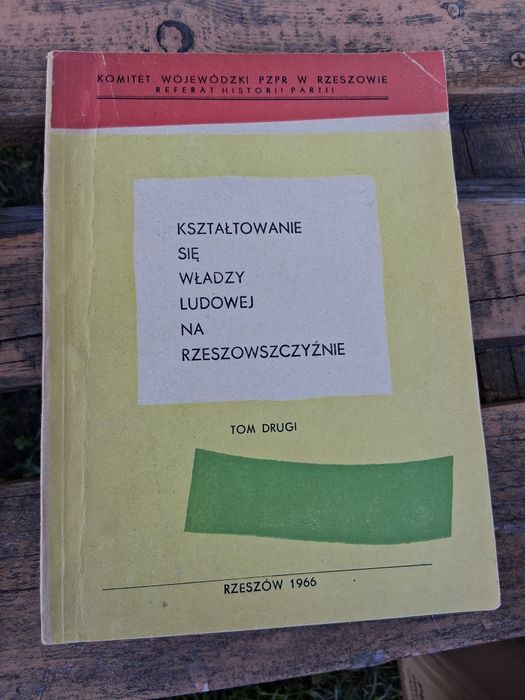 KOMITET WOJEWÓDZKI PZPR W RZESZOWIE
REFERAT HISTORII PARTII
KSZTAŁTOWANIE
SIĘ
WŁADZY
LUDOWEJ
NA
RZESZOWSZCZYŹNIE
TOM DRUGI
RZESZÓW 1966